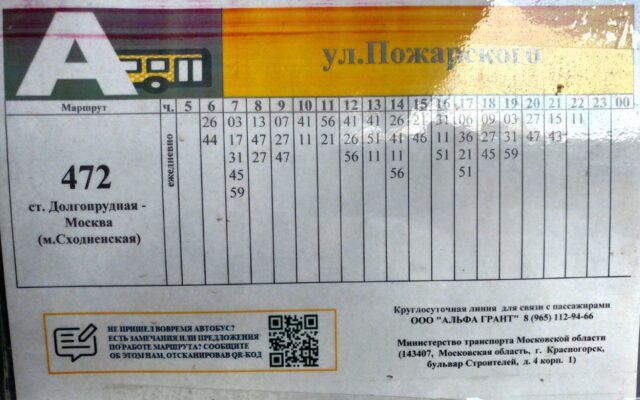 А
ул.Пожарского
Маршрут ч. 5 6 7 8 9 10 11 12 13 14 15 16 17 18 19 20 21 22 23 00
ежедневно
26 03 13 07 41 56 41 41 26 21 31 06 09 03 27 15 11
44 17 47 27 11 21 26 51 41 46 11 36 27 31 47 43
31 27 47 56 11 11 51 21 45 59
45 56 51
59
472
ст. Долгопрудная -
Москва
(м.Сходненская)
НЕ ПРИШЕЛ ВОВРЕМЯ АВТОБУС?
ЕСТЬ ЗАМЕЧАНИЯ ИЛИ ПРЕДЛОЖЕНИЯ
ПО РАБОТЕ МАРШРУТА? СООБЩИТЕ
ОБ ЭТОМ НАМ, ОТСКАНИРОВАВ QR-КОД
Круглосуточная линия для связи с пассажирами
ООО "АЛЬФА ГРАНТ" 8 (965) 112-94-66
Министерство транспорта Московской области
(143407, Московская область, г. Красногорск,
бульвар Строителей, д. 4 корп. 1)